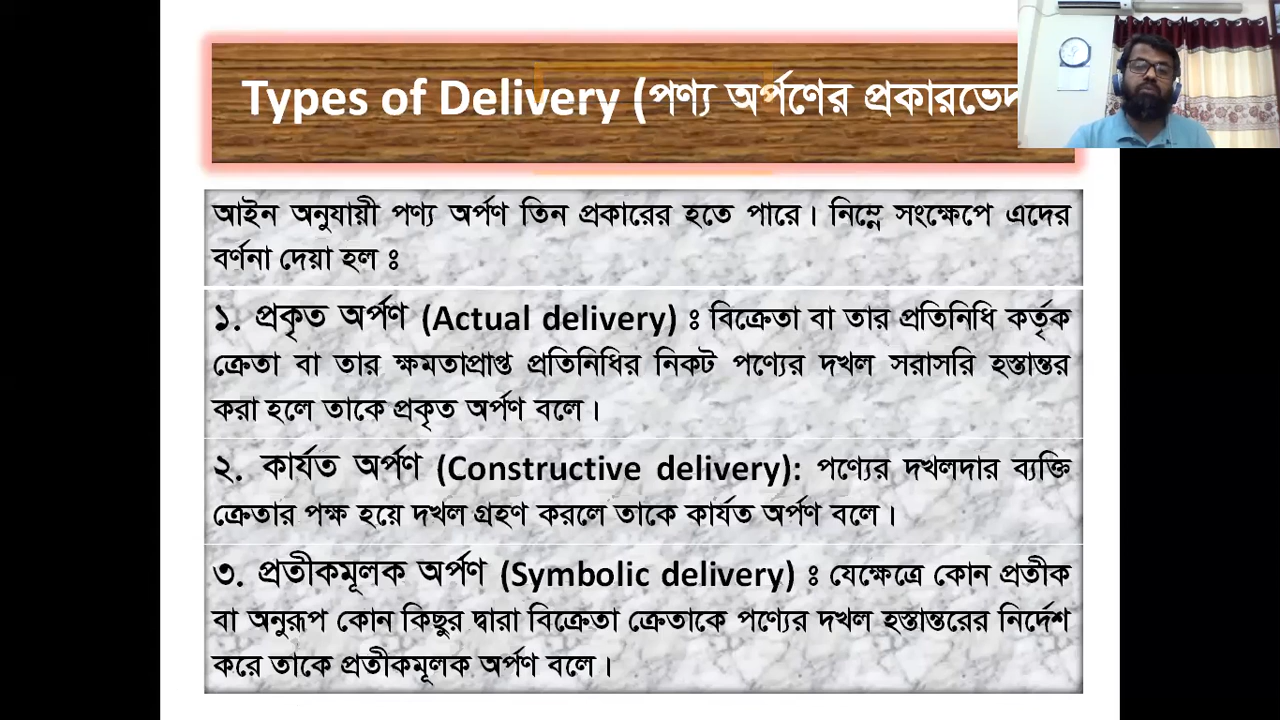 Types of Delivery (পণ্য অর্পণের প্রকারভেদ
আইন অনুযায়ী পণ্য অর্পণ তিন প্রকারের হতে পারে। নিম্নে সংক্ষেপে এদের
বর্ণনা দেয়া হল ঃ
১. প্রকৃত অর্পণ (Actual delivery) ঃ বিক্রেতা বা তার প্রতিনিধি কর্তৃক
ক্রেতা বা তার ক্ষমতাপ্রাপ্ত প্রতিনিধির নিকট পণ্যের দখল সরাসরি হস্তান্তর
করা হলে তাকে প্রকৃত অর্পণ বলে।
২. কার্যত অর্পণ (Constructive delivery): পণ্যের দখলদার ব্যক্তি
ক্রেতার পক্ষ হয়ে দখল গ্রহণ করলে তাকে কার্যত অর্পণ বলে।
৩. প্রতীকমূলক অর্পণ (Symbolic delivery) ঃ যেক্ষেত্রে কোন প্রতীক
বা অনুরূপ কোন কিছুর দ্বারা বিক্রেতা ক্রেতাকে পণ্যের দখল হস্তান্তরের নির্দেশ
করে তাকে প্রতীকমূলক অর্পণ বলে।